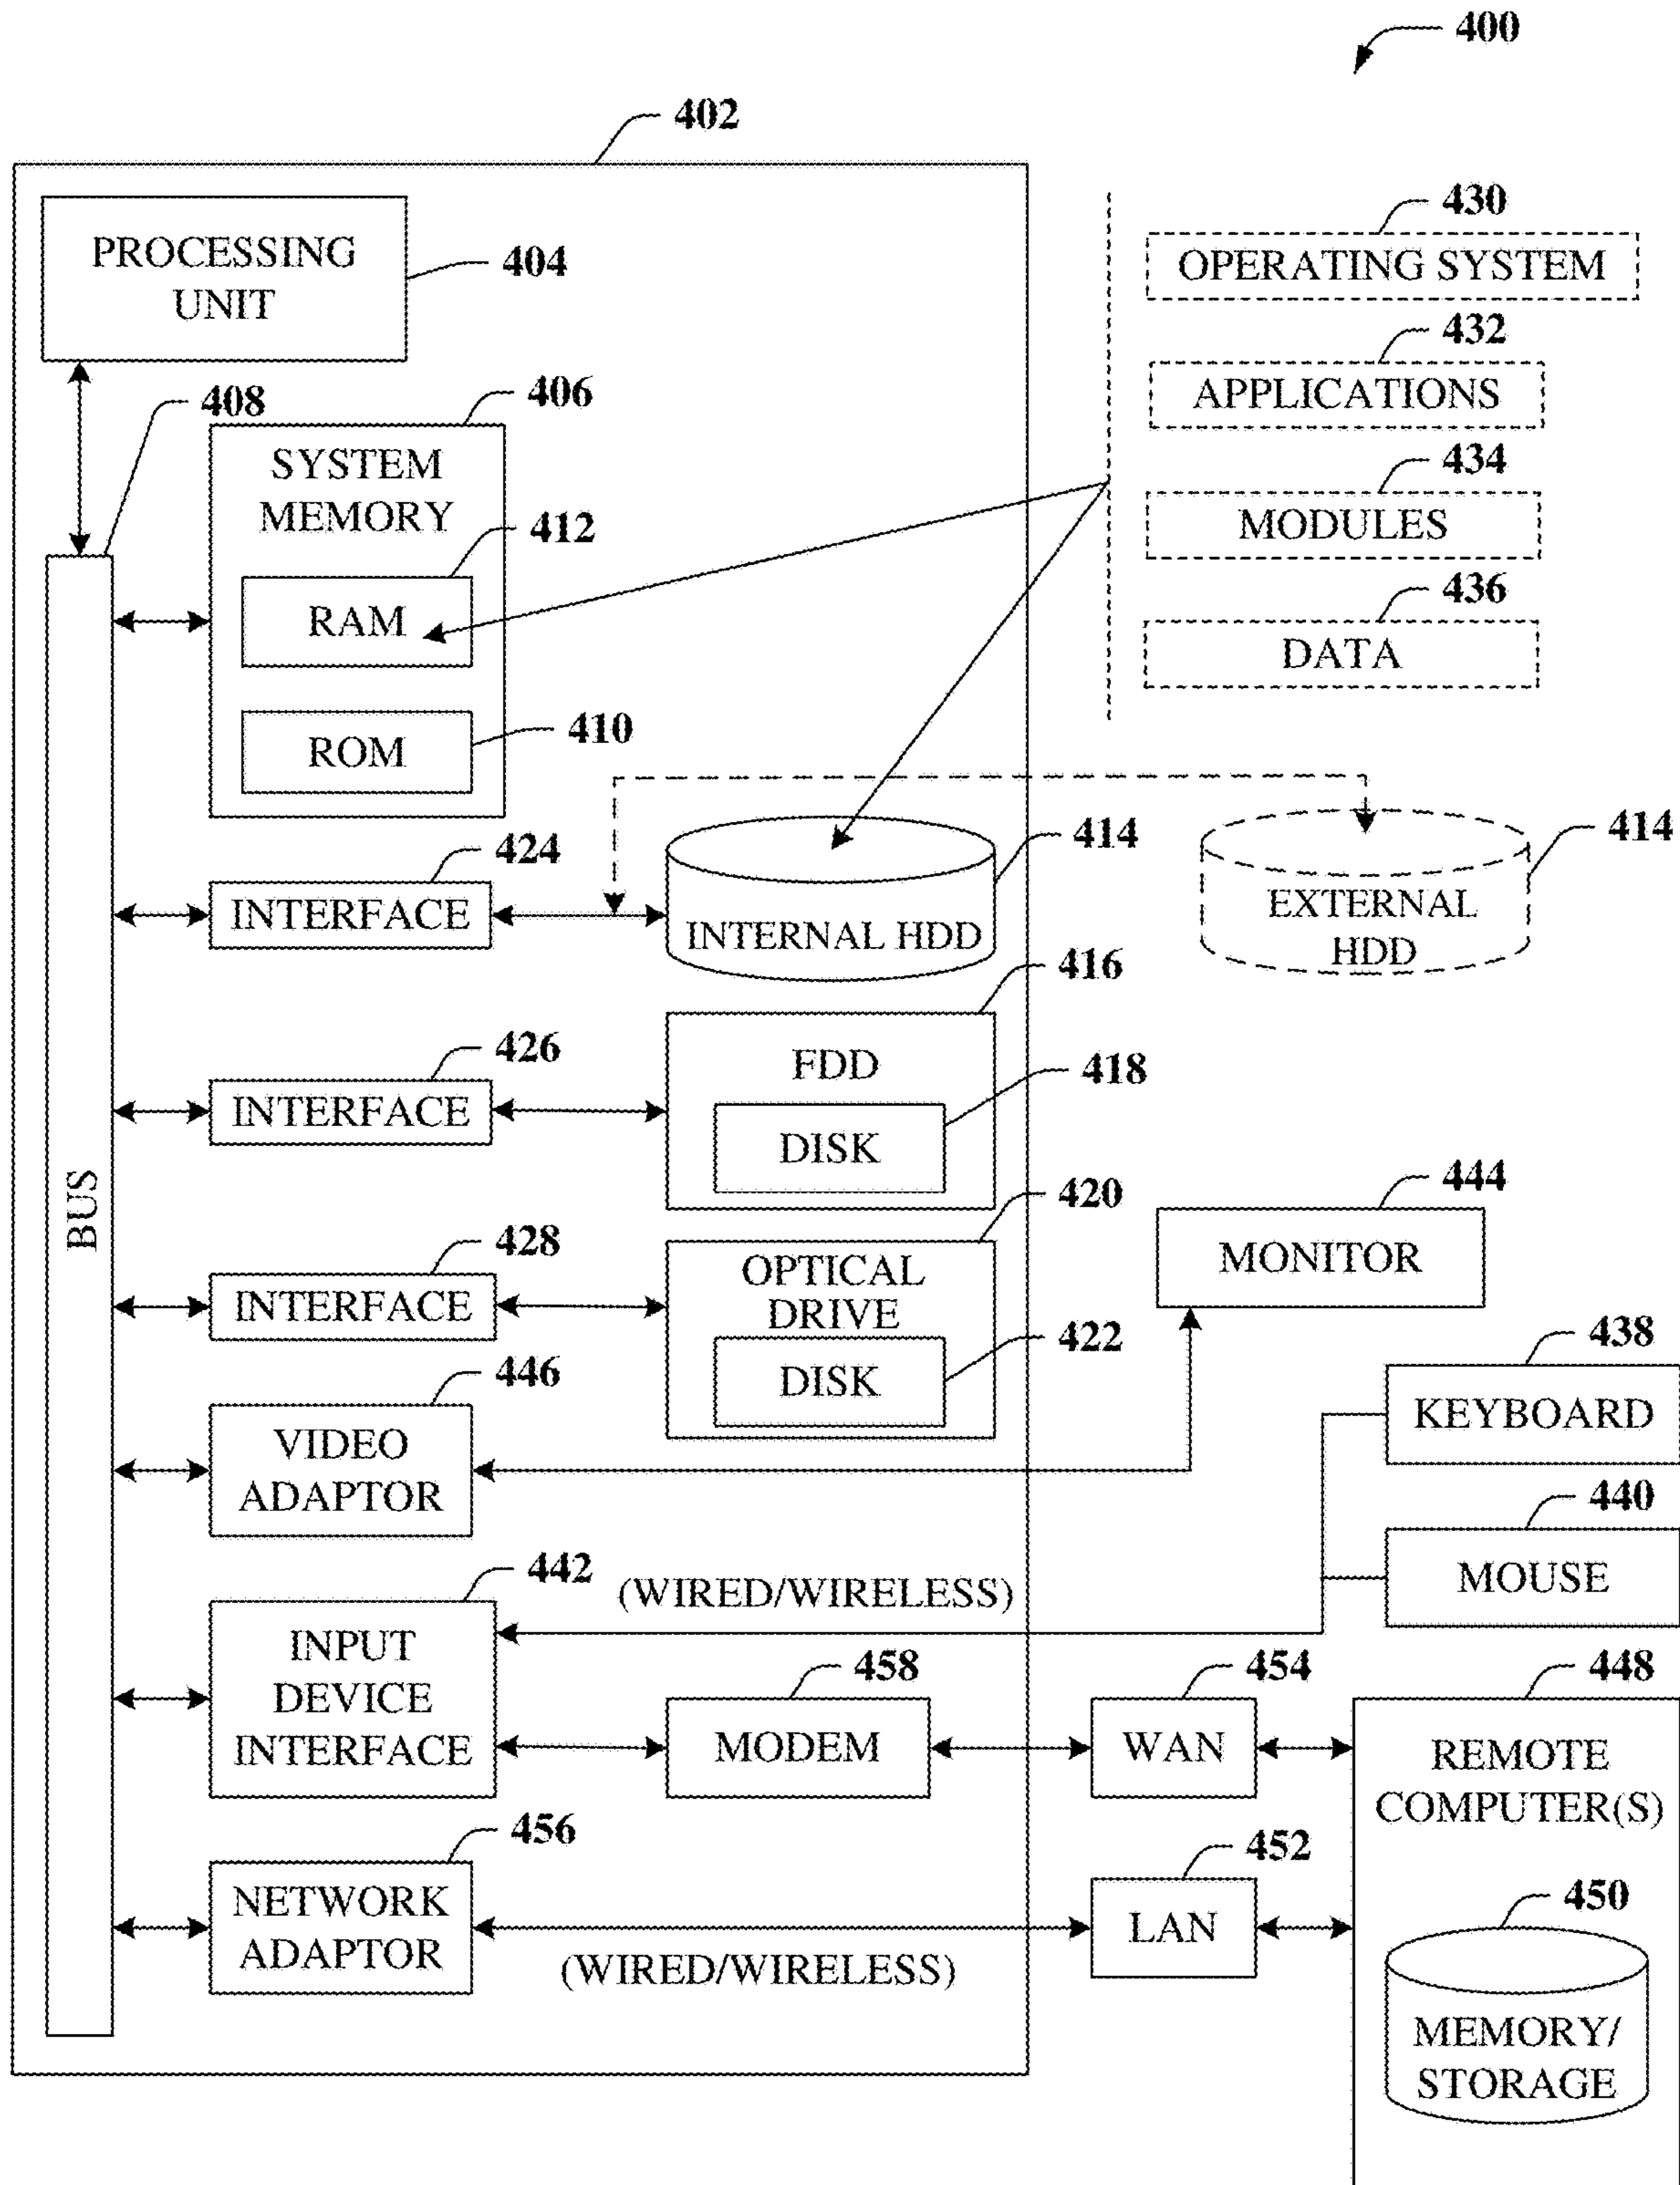 400
402
PROCESSING
UNIT
404
430
OPERATING SYSTEM
432
APPLICATIONS
434
MODULES
436
DATA
408
406
SYSTEM
MEMORY
412
RAM
410
ROM
424
INTERFACE
414
INTERNAL HDD
414
EXTERNAL
HDD
416
FDD
418
DISK
426
INTERFACE
BUS
420
OPTICAL
DRIVE
422
DISK
428
INTERFACE
444
MONITOR
446
VIDEO
ADAPTOR
438
KEYBOARD
440
MOUSE
442
(WIRED/WIRELESS)
INPUT
DEVICE
INTERFACE
458
MODEM
454
WAN
448
REMOTE
COMPUTER(S)
456
NETWORK
ADAPTOR
(WIRED/WIRELESS)
452
LAN
450
MEMORY/
STORAGE